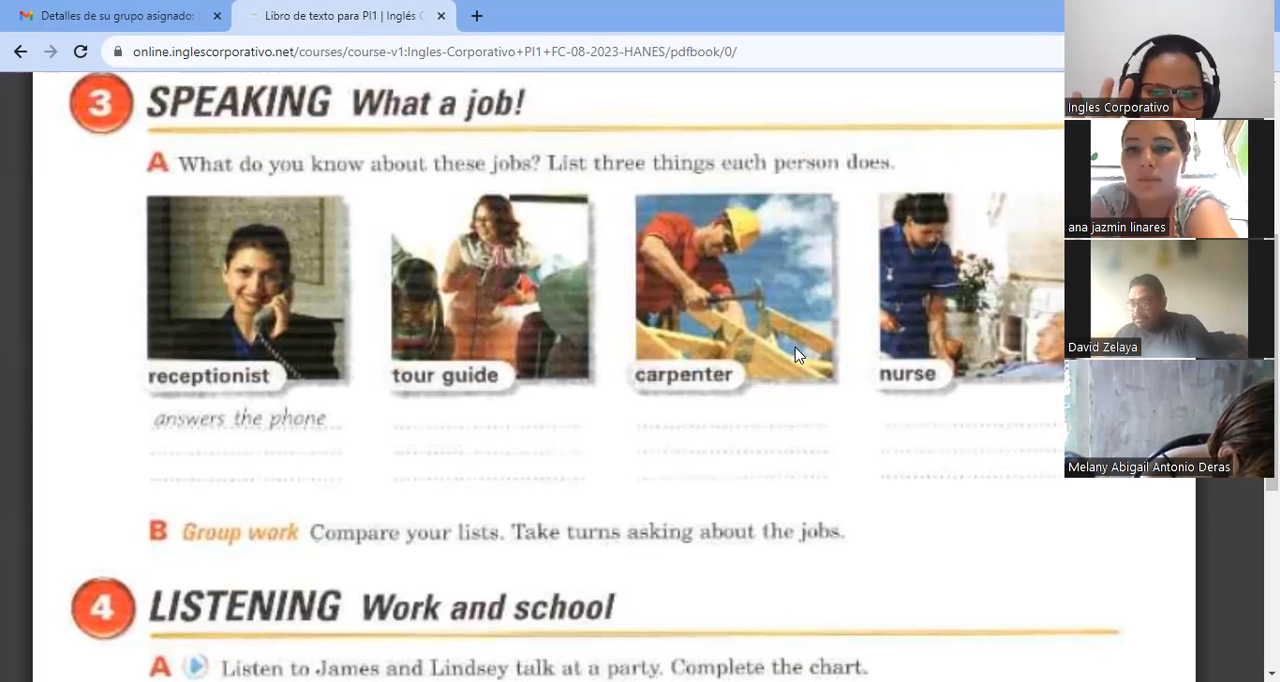 Detalles de su grupo asignado:
Libro de texto para PI1 | Inglés C
online.inglescorporativo.net/courses/course-v1:Ingles-Corporativo+PI1+FC-08-2023-HANES/pdfbook/0/
3 SPEAKING What a job!
A What do you know about these jobs? List three things each person does.
receptionist
tour guide
carpenter
nurse
answers the phone
B Group work Compare your lists. Take turns asking about the jobs.
4 LISTENING Work and school
A Listen to James and Lindsey talk at a party. Complete the chart.
Ingles Corporativo
ana jazmin linares
David Zelaya
Melany Abigail Antonio Deras